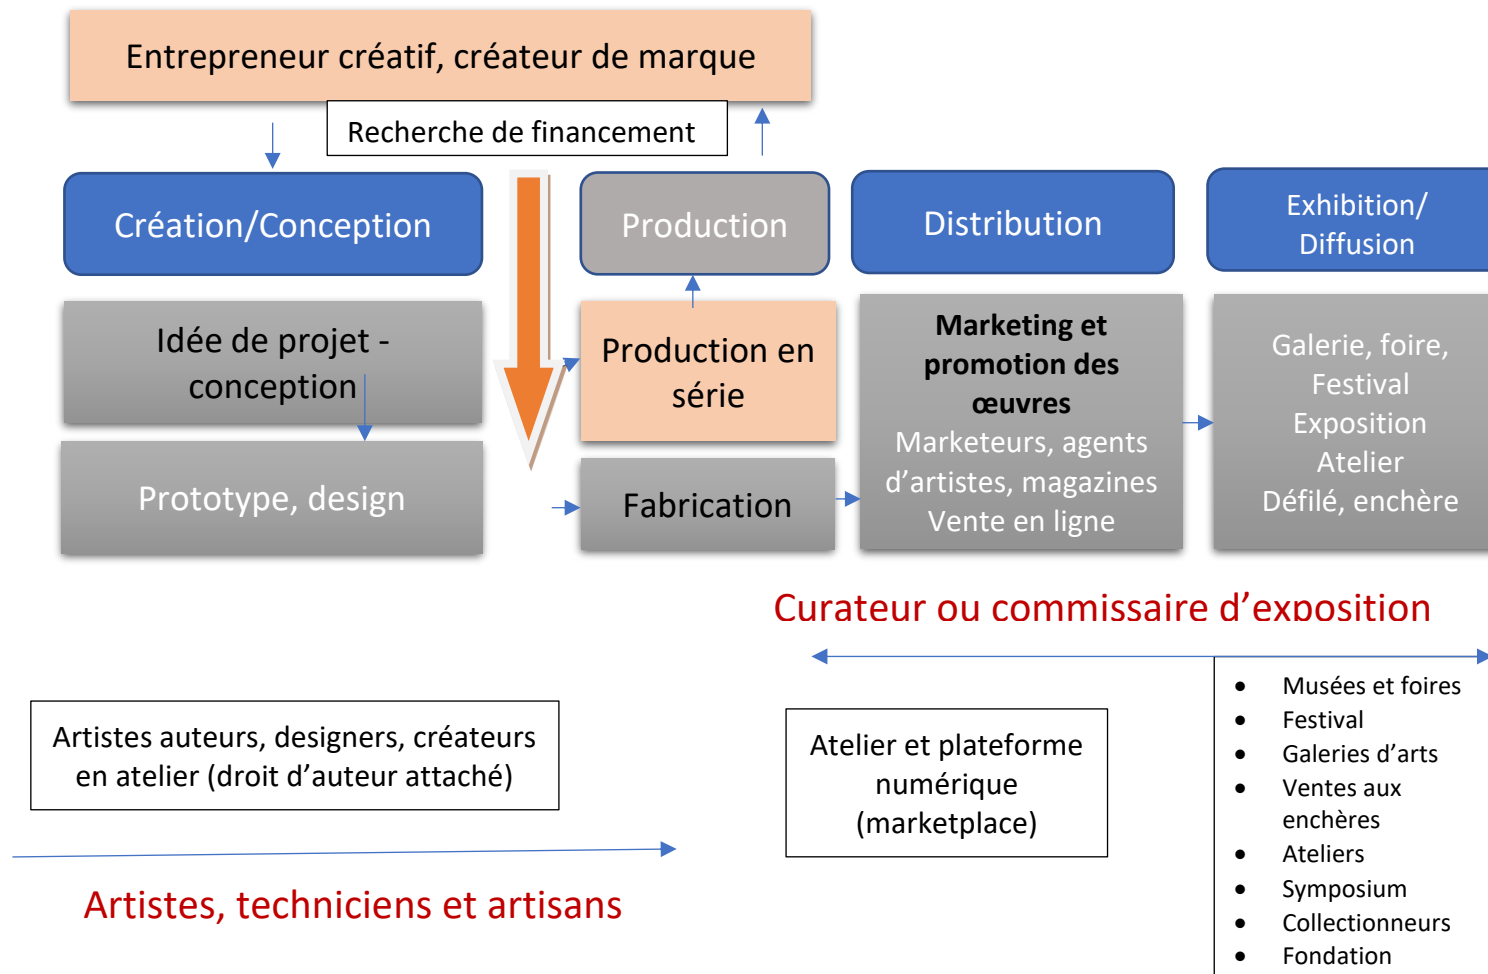 Entrepreneur créatif, créateur de marque
Recherche de financement
Création/Conception
Production
Distribution
Exhibition/
Diffusion
Idée de projet -
conception
Prototype, design
Production en
série
Fabrication
Marketing et
promotion des
œuvres
Marketeurs, agents
d’artistes, magazines
Vente en ligne
Galerie, foire,
Festival
Exposition
Atelier
Défilé, enchère
Curateur ou commissaire d’exposition
Artistes auteurs, designers, créateurs
en atelier (droit d’auteur attaché)
Artistes, techniciens et artisans
Atelier et plateforme
numérique
(marketplace)
• Musées et foires
• Festival
• Galeries d’arts
• Ventes aux
enchères
• Ateliers
• Symposium
• Collectionneurs
• Fondation